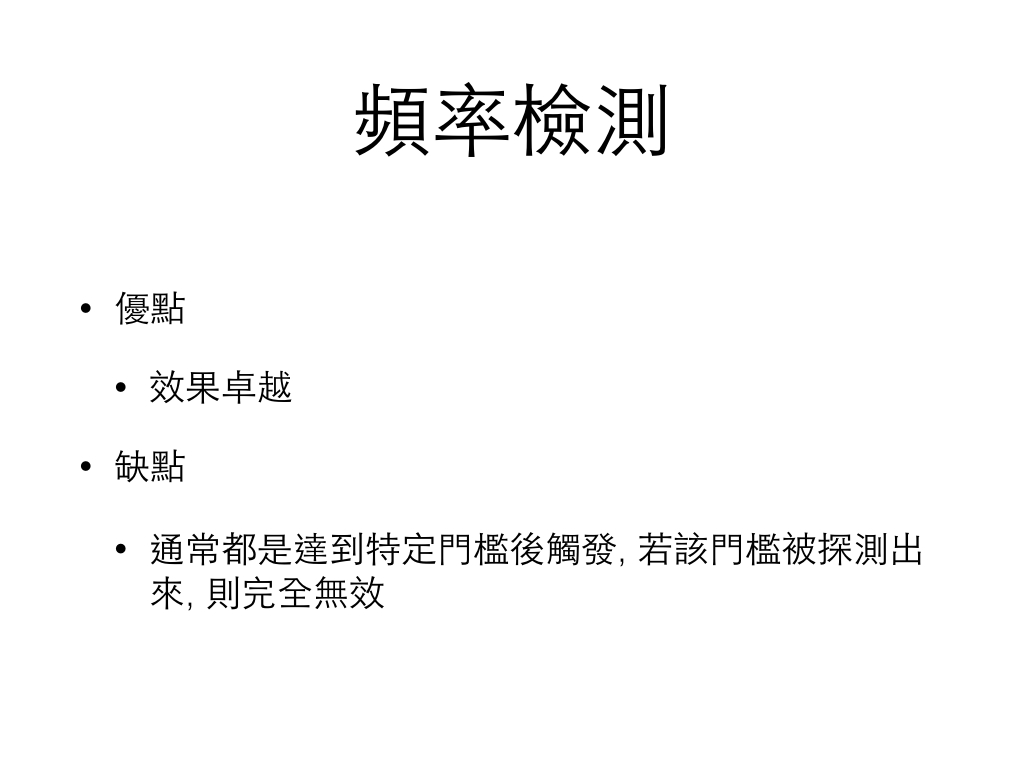 頻率檢測
• 優點
• 效果卓越
• 缺點
• 通常都是達到特定門檻後觸發, 若該門檻被探測出
來, 則完全無效